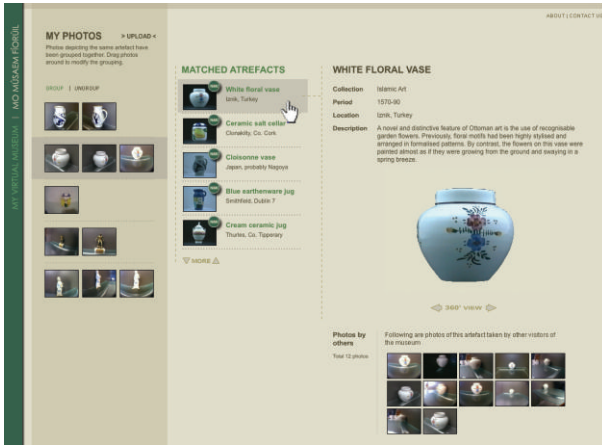 ABOUT | CONTACT US
MY VIRTUAL MUSEUM | MO MÚSAEM FÍORÚIL
MY PHOTOS > UPLOAD <
Photos depicting the same artefact have
been grouped together. Drag photos
around to modify the grouping.
GROUP | UNGROUP
MATCHED ATREFACTS
White floral vase
Iznik, Turkey
Ceramic salt cellar
Clonakilty, Co. Cork
Cloisonne vase
Japan, probably Nagoya
Blue earthenware jug
Smithfield, Dublin 7
Cream ceramic jug
Thurles, Co. Tipperary
MORE
WHITE FLORAL VASE
Collection Islamic Art
Period 1570-90
Location Iznik, Turkey
Description A novel and distinctive feature of Ottoman art is the use of recognisable
garden flowers. Previously, floral motifs had been highly stylised and
arranged in formalised patterns. By contrast, the flowers on this vase were
painted almost as if they were growing from the ground and swaying in a
spring breeze.
360° view
Photos by
others
Total 12 photos
Following are photos of this artefact taken by other visitors of
the museum